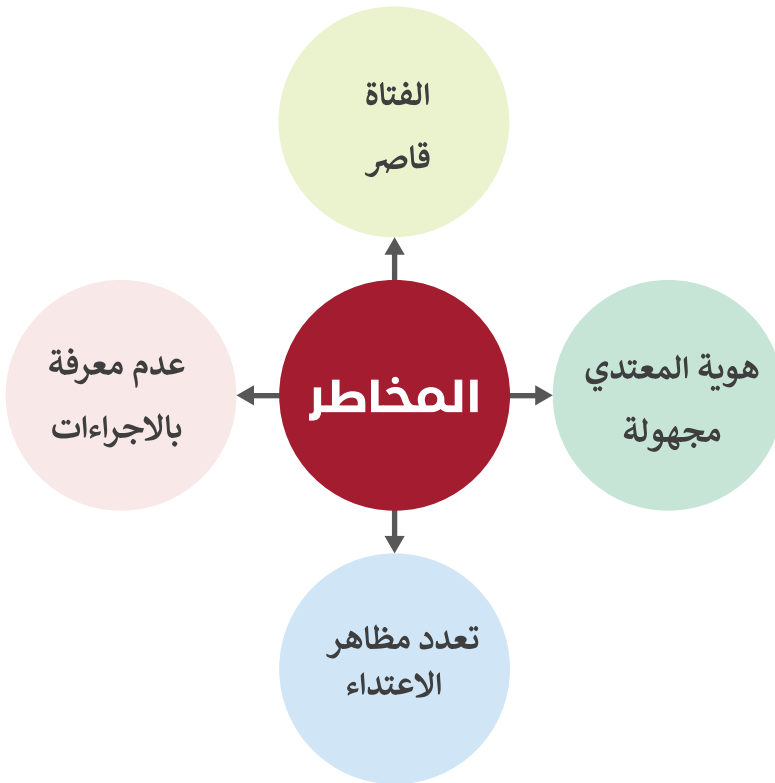 الفتاة
قاصر
هوية المعتدي
مجهولة
المخاطر
عدم معرفة
بالاجراءات
تعدد مظاهر
الاعتداء